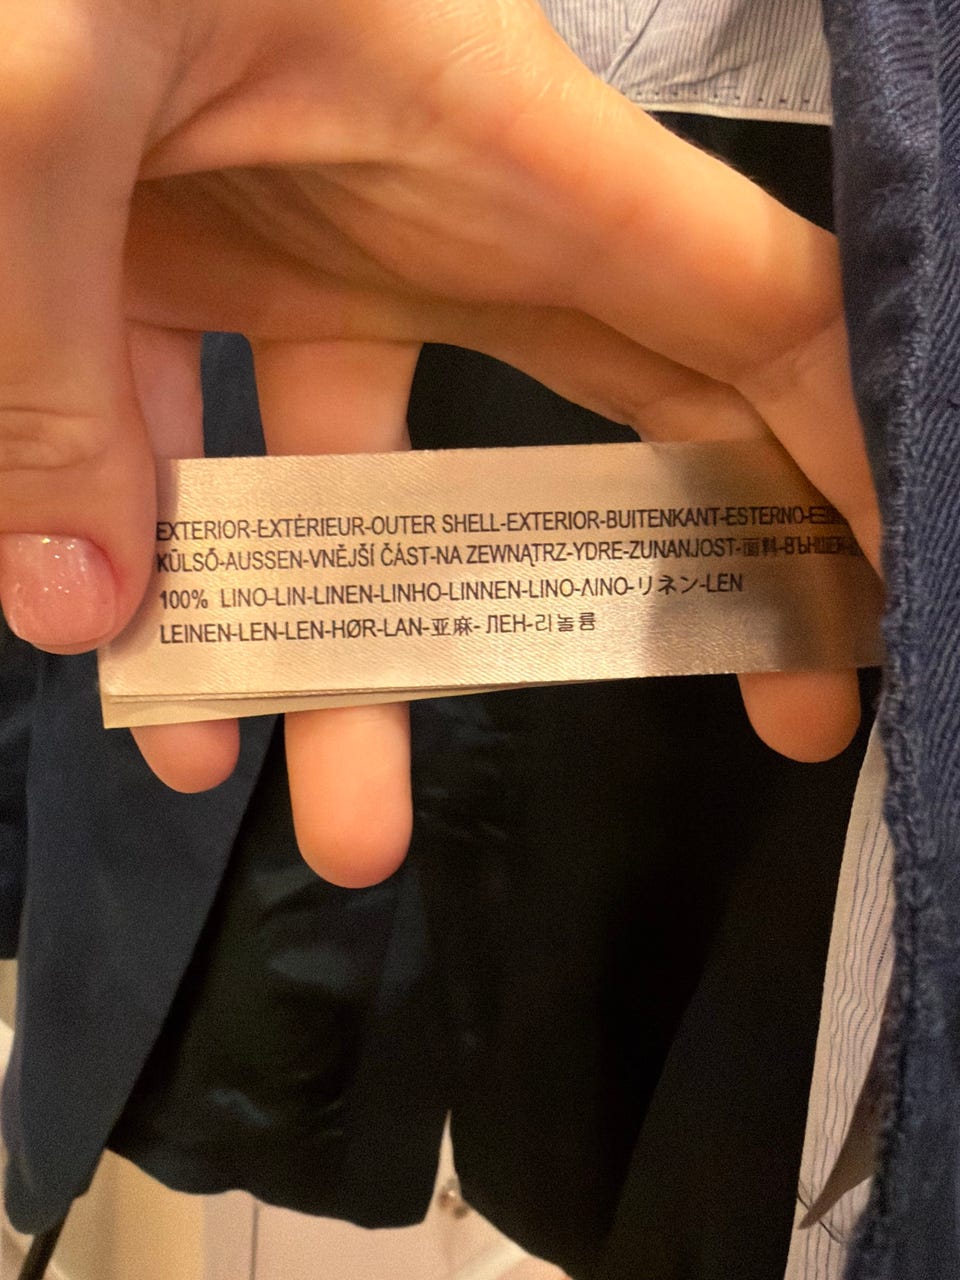 EXTERIOR-EXTÉRIEUR-OUTER SHELL-EXTERIOR-BUITENKANT-ESTERNO-
KÜLSŐ-AUSSEN-VNĚJŠÍ ČÁST-NA ZEWNĄTRZ-YDRE-ZUNANJOST-面料-ВЪНШЕН-
100% LINO-LIN-LINEN-LINHO-LINNEN-LINO-ΛΙΝΟ-リネン-LEN
LEINEN-LEN-LEN-HØR-LAN-亚麻- ЛЕН-리놀륨